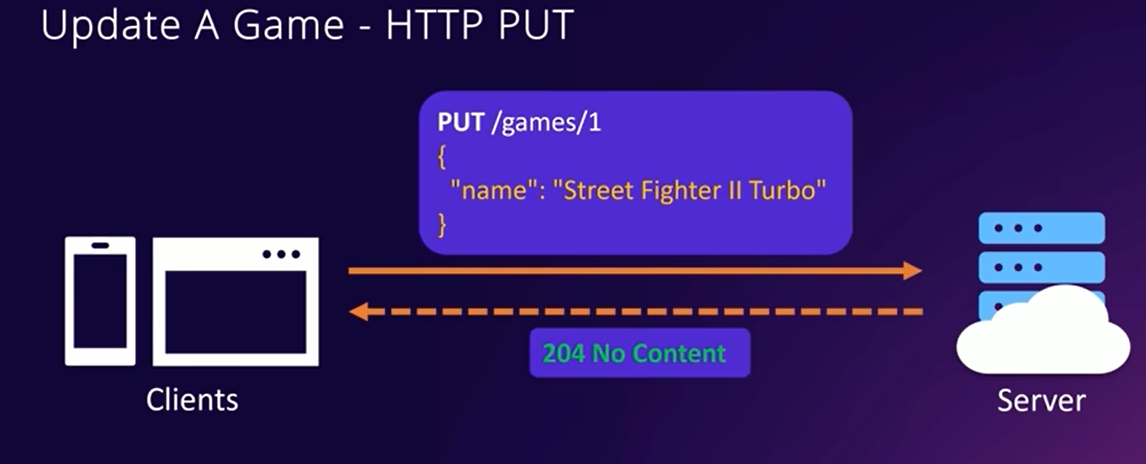 Update A Game - HTTP PUT
PUT /games/1
{
"name": "Street Fighter II Turbo"
}
204 No Content
Clients
Server